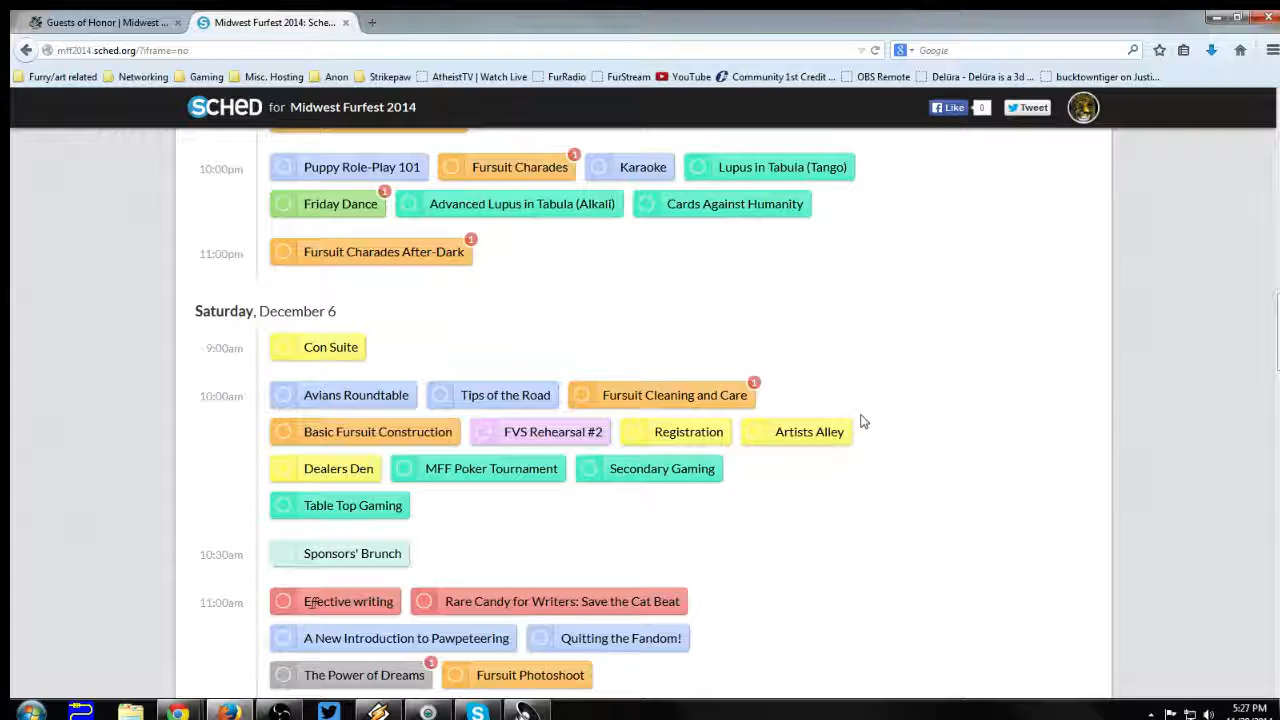 Guests of Honor | Midwest ... × Midwest Furfest 2014: Sche... × +
mff2014.sched.org/?iframe=no Google
Furry/art related Networking Gaming Misc. Hosting Anon Strikepaw AtheistTV | Watch Live FurRadio FurStream YouTube Community 1st Credit ... OBS Remote Delúra - Delúra is a 3d ... bucktowntiger on Justi...
SCHED for Midwest Furfest 2014 Like 0 Tweet
10:00pm Puppy Role-Play 101 Fursuit Charades 1 Karaoke Lupus in Tabula (Tango)
Friday Dance 1 Advanced Lupus in Tabula (Alkali) Cards Against Humanity
11:00pm Fursuit Charades After-Dark 1
Saturday, December 6
9:00am Con Suite
10:00am Avians Roundtable Tips of the Road Fursuit Cleaning and Care 1
Basic Fursuit Construction FVS Rehearsal #2 Registration Artists Alley
Dealers Den MFF Poker Tournament Secondary Gaming
Table Top Gaming
10:30am Sponsors' Brunch
11:00am Effective writing Rare Candy for Writers: Save the Cat Beat
A New Introduction to Pawpeteering Quitting the Fandom!
The Power of Dreams 1 Fursuit Photoshoot
5:27 PM